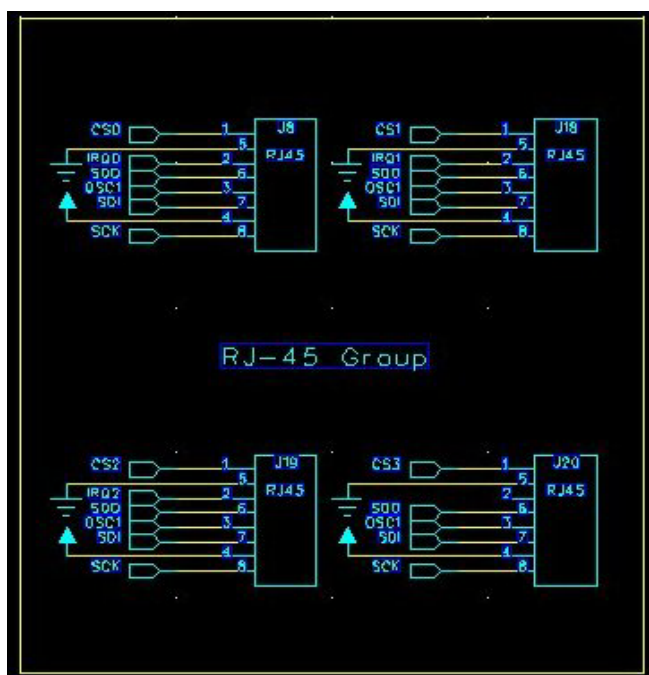 CS0 1 J8
5 RJ45
IRQ0 2
SDO 6
OSC1 3
SDI 7
4
SCK 8
CS1 1 J18
5 RJ45
IRQ1 2
SDO 6
OSC1 3
SDI 7
4
SCK 8
RJ-45 Group
CS2 1 J19
5 RJ45
IRQ2 2
SDO 6
OSC1 3
SDI 7
4
SCK 8
CS3 1 J20
5 RJ45
2
SDO 6
OSC1 3
SDI 7
4
SCK 8